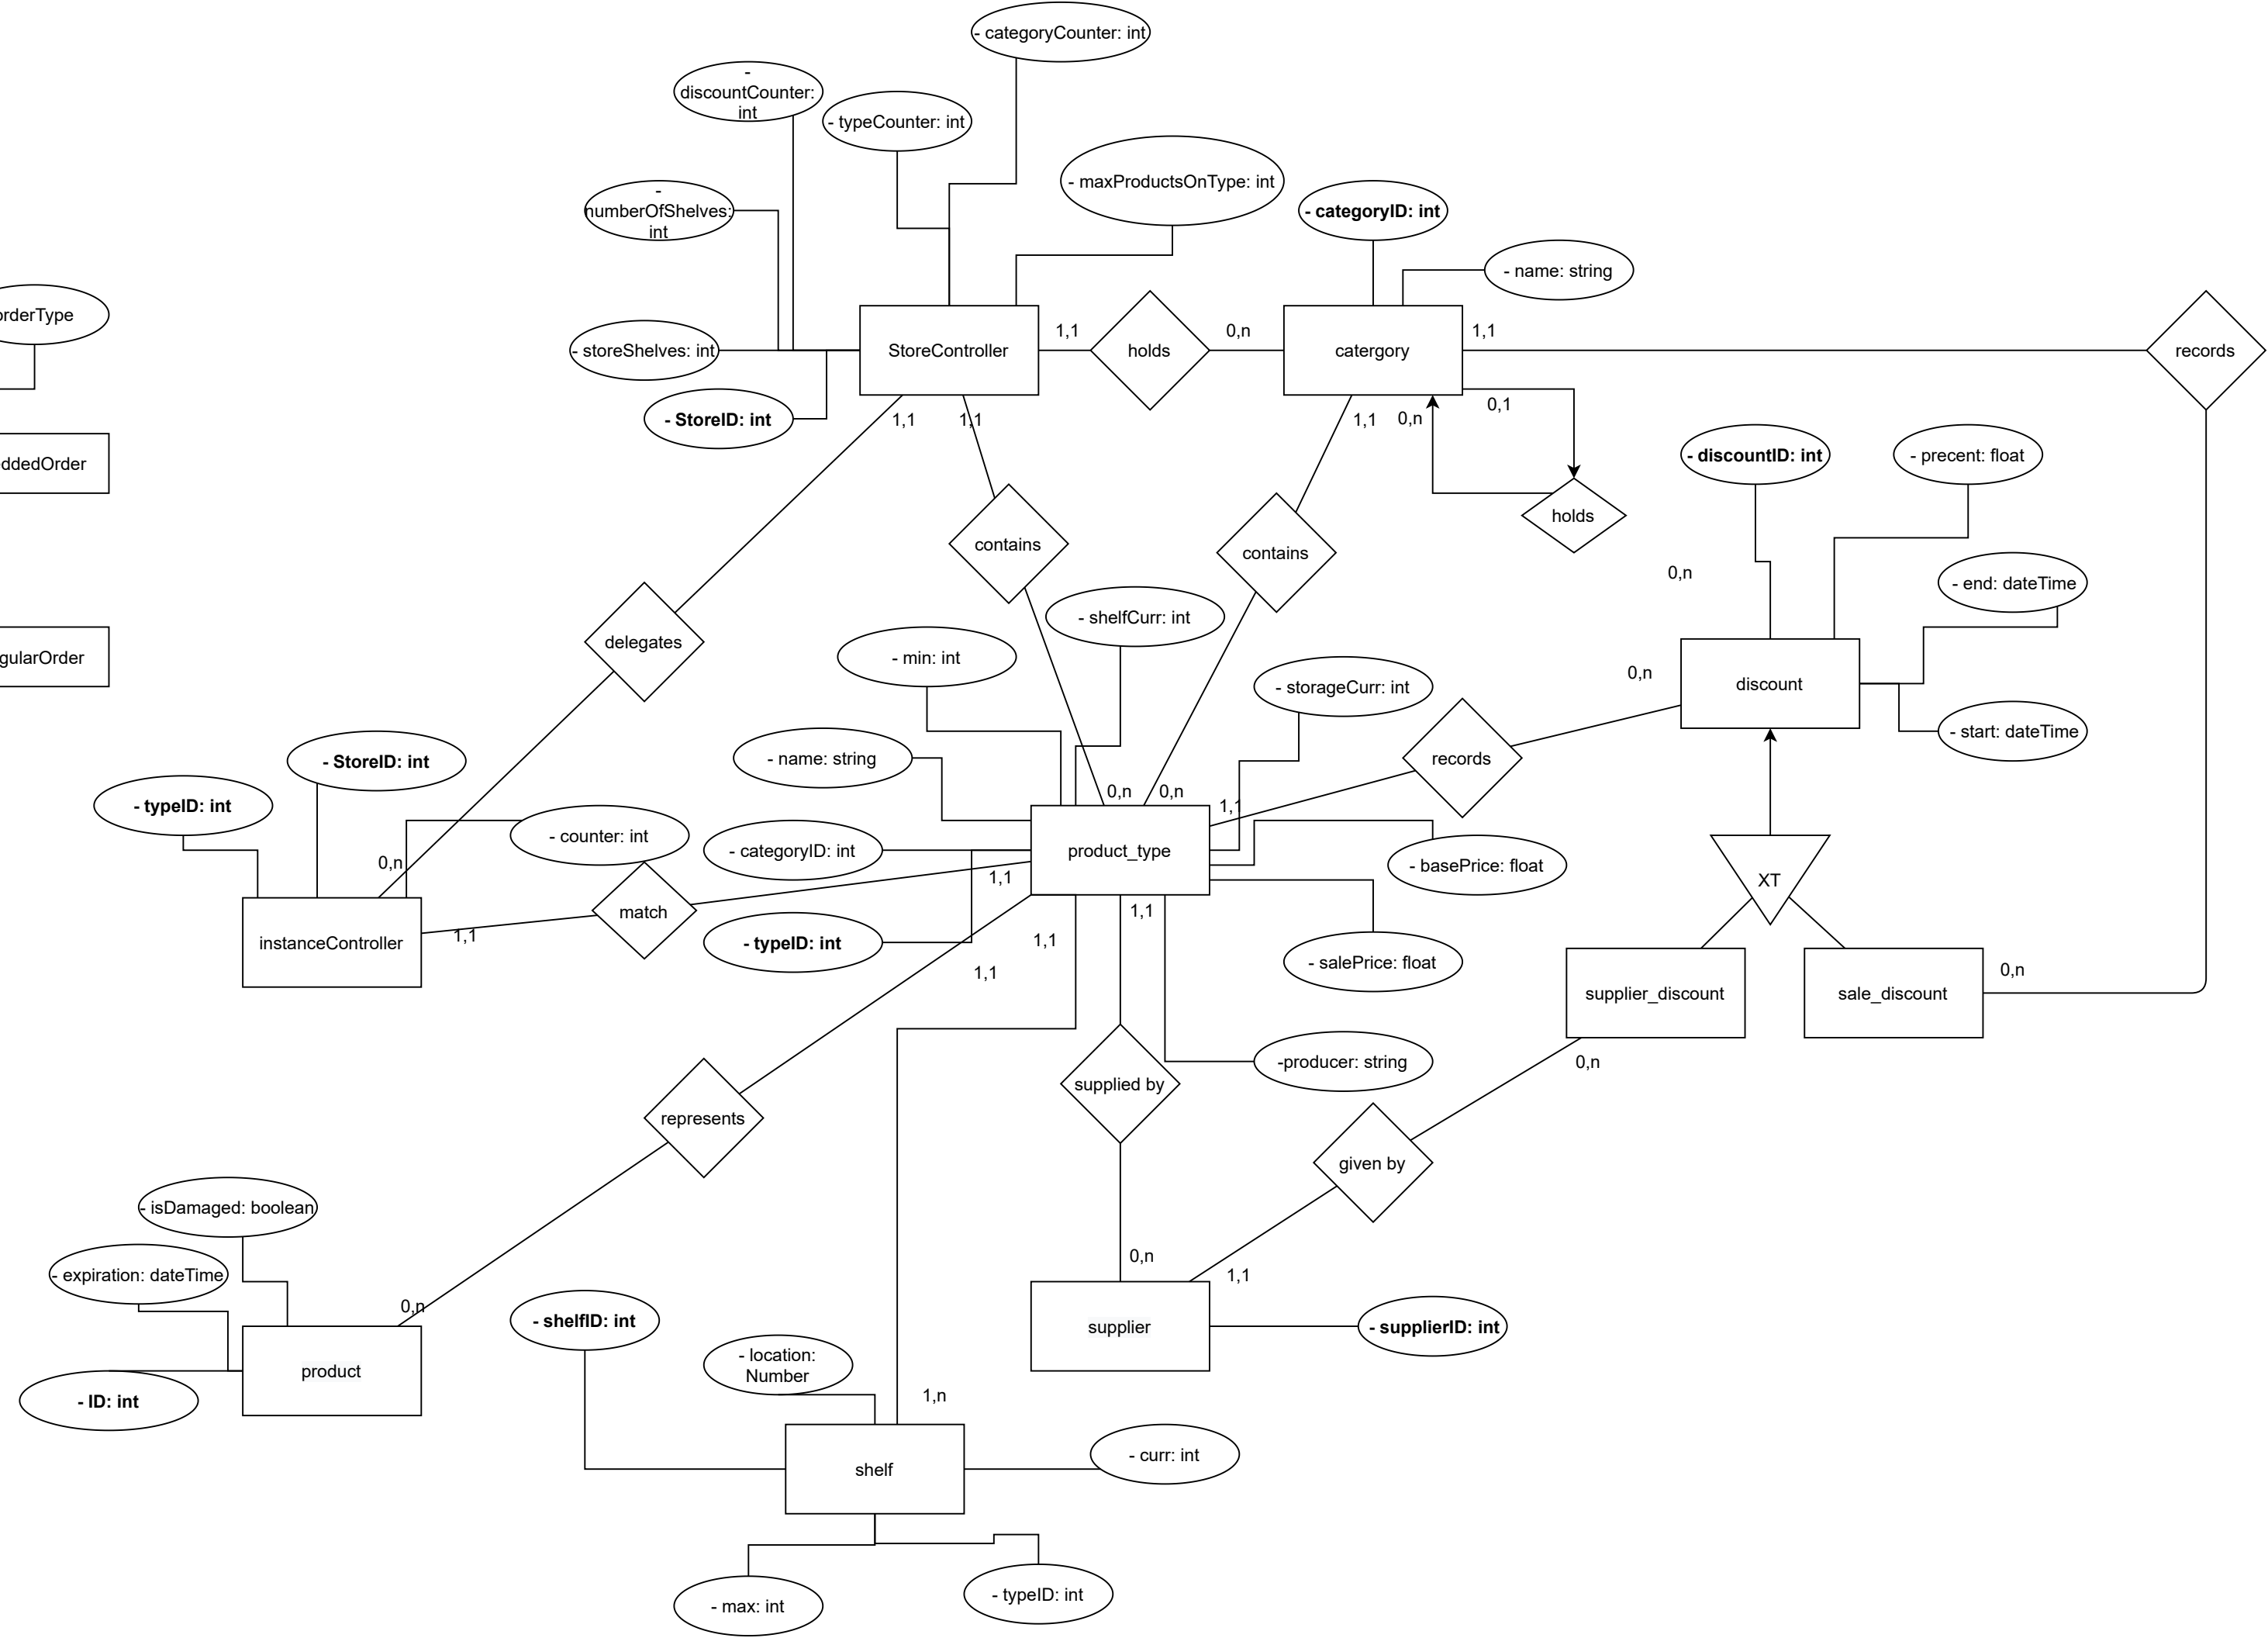 - categoryCounter: int
-
discountCounter:
int
- typeCounter: int
- maxProductsOnType: int
-
numberOfShelves:
int
- categoryID: int
- name: string
orderType
- storeShelves: int
StoreController
1,1
holds
0,n
catergory
1,1
records
- StoreID: int
1,1
1,1
1,1
0,n
0,1
ddedOrder
- discountID: int
- precent: float
holds
contains
contains
0,n
- end: dateTime
- shelfCurr: int
delegates
- min: int
gularOrder
0,n
- storageCurr: int
discount
- start: dateTime
- StoreID: int
- name: string
records
- typeID: int
0,n
0,n
1,1
- counter: int
- categoryID: int
product_type
- basePrice: float
0,n
1,1
XT
match
1,1
instanceController
1,1
- typeID: int
1,1
1,1
- salePrice: float
0,n
supplier_discount
sale_discount
-producer: string
0,n
supplied by
represents
given by
- isDamaged: boolean
0,n
- expiration: dateTime
1,1
0,n
- shelfID: int
supplier
- supplierID: int
- location:
Number
product
1,n
- ID: int
- curr: int
shelf
- max: int
- typeID: int